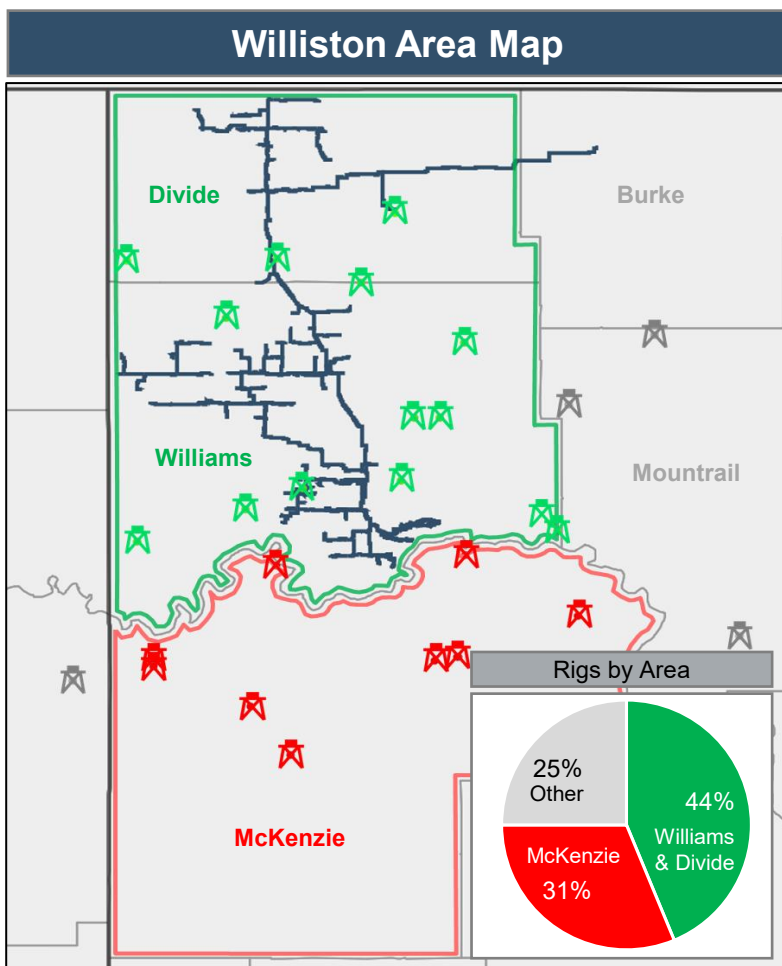 Williston Area Map
Divide
Burke
Williams
Mountrail
McKenzie
Rigs by Area
25%
Other
44%
Williams
& Divide
McKenzie
31%